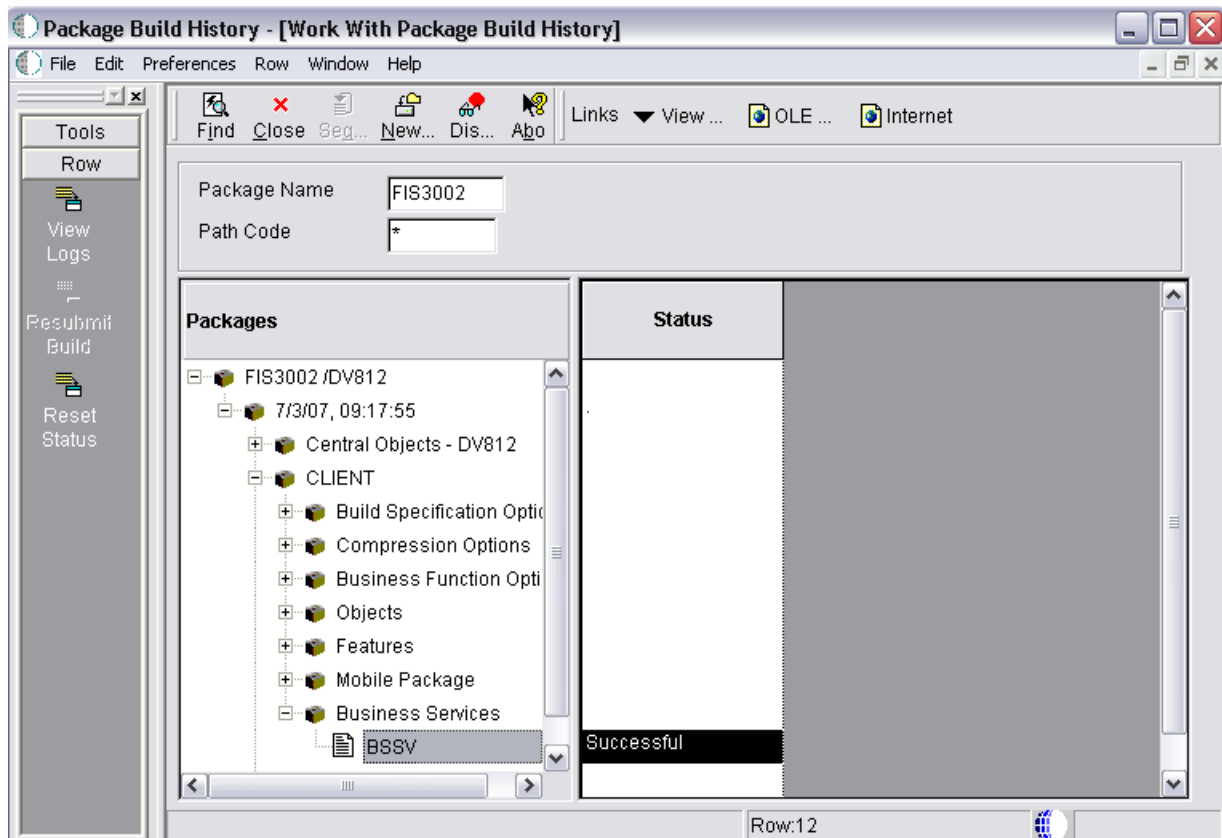 Package Build History - [Work With Package Build History]
File Edit Preferences Row Window Help
Tools
Row
View
Logs
Resubmit
Build
Reset
Status
Find Close Seq... New... Dis... Abo Links View ... OLE ... Internet
Package Name FIS3002
Path Code *
Packages Status
FIS3002 /DV812
7/3/07, 09:17:55 .
Central Objects - DV812
CLIENT
Build Specification Optio
Compression Options
Business Function Opti
Objects
Features
Mobile Package
Business Services
BSSV Successful
Row:12